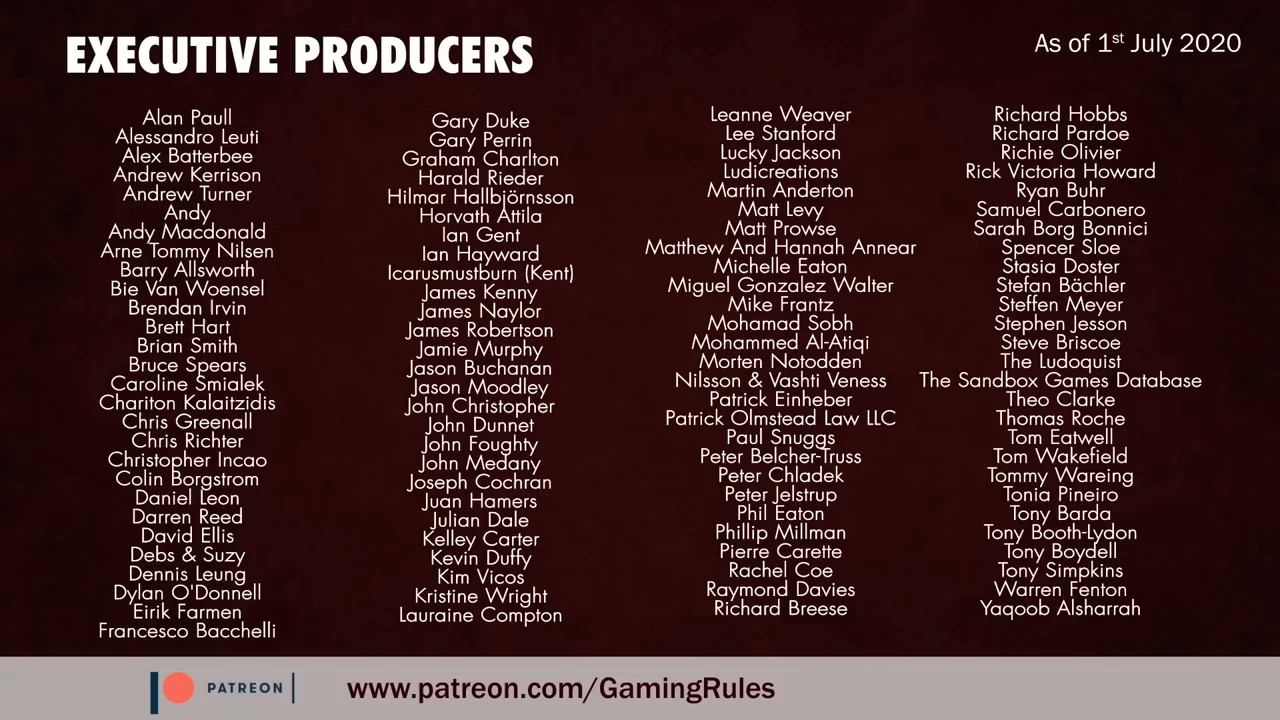 EXECUTIVE PRODUCERS
As of 1st July 2020
Alan Paull
Alessandro Leuti
Alex Batterbee
Andrew Kerrison
Andrew Turner
Andy
Andy Macdonald
Arne Tommy Nilsen
Barry Allsworth
Bie Van Woensel
Brendan Irvin
Brett Hart
Brian Smith
Bruce Spears
Caroline Smialek
Chariton Kalaitzidis
Chris Greenall
Chris Richter
Christopher Incao
Colin Borgstrom
Daniel Leon
Darren Reed
David Ellis
Debs & Suzy
Dennis Leung
Dylan O'Donnell
Eirik Farmen
Francesco Bacchelli
Gary Duke
Gary Perrin
Graham Charlton
Harald Rieder
Hilmar Hallbjörnsson
Horvath Attila
Ian Gent
Ian Hayward
Icarusmustburn (Kent)
James Kenny
James Naylor
James Robertson
Jamie Murphy
Jason Buchanan
Jason Moodley
John Christopher
John Dunnet
John Foughty
John Medany
Joseph Cochran
Juan Hamers
Julian Dale
Kelley Carter
Kevin Duffy
Kim Vicos
Kristine Wright
Lauraine Compton
Leanne Weaver
Lee Stanford
Lucky Jackson
Ludicreations
Martin Anderton
Matt Levy
Matt Prowse
Matthew And Hannah Annear
Michelle Eaton
Miguel Gonzalez Walter
Mike Frantz
Mohamad Sobh
Mohammed Al-Atiqi
Morten Notodden
Nilsson & Vashti Veness
Patrick Einheber
Patrick Olmstead Law LLC
Paul Snuggs
Peter Belcher-Truss
Peter Chladek
Peter Jelstrup
Phil Eaton
Phillip Millman
Pierre Carette
Rachel Coe
Raymond Davies
Richard Breese
Richard Hobbs
Richard Pardoe
Richie Olivier
Rick Victoria Howard
Ryan Buhr
Samuel Carbonero
Sarah Borg Bonnici
Spencer Sloe
Stasia Doster
Stefan Bächler
Steffen Meyer
Stephen Jesson
Steve Briscoe
The Ludoquist
The Sandbox Games Database
Theo Clarke
Thomas Roche
Tom Eatwell
Tom Wakefield
Tommy Wareing
Tonia Pineiro
Tony Barda
Tony Booth-Lydon
Tony Boydell
Tony Simpkins
Warren Fenton
Yaqoob Alsharrah
PATREON
www.patreon.com/GamingRules